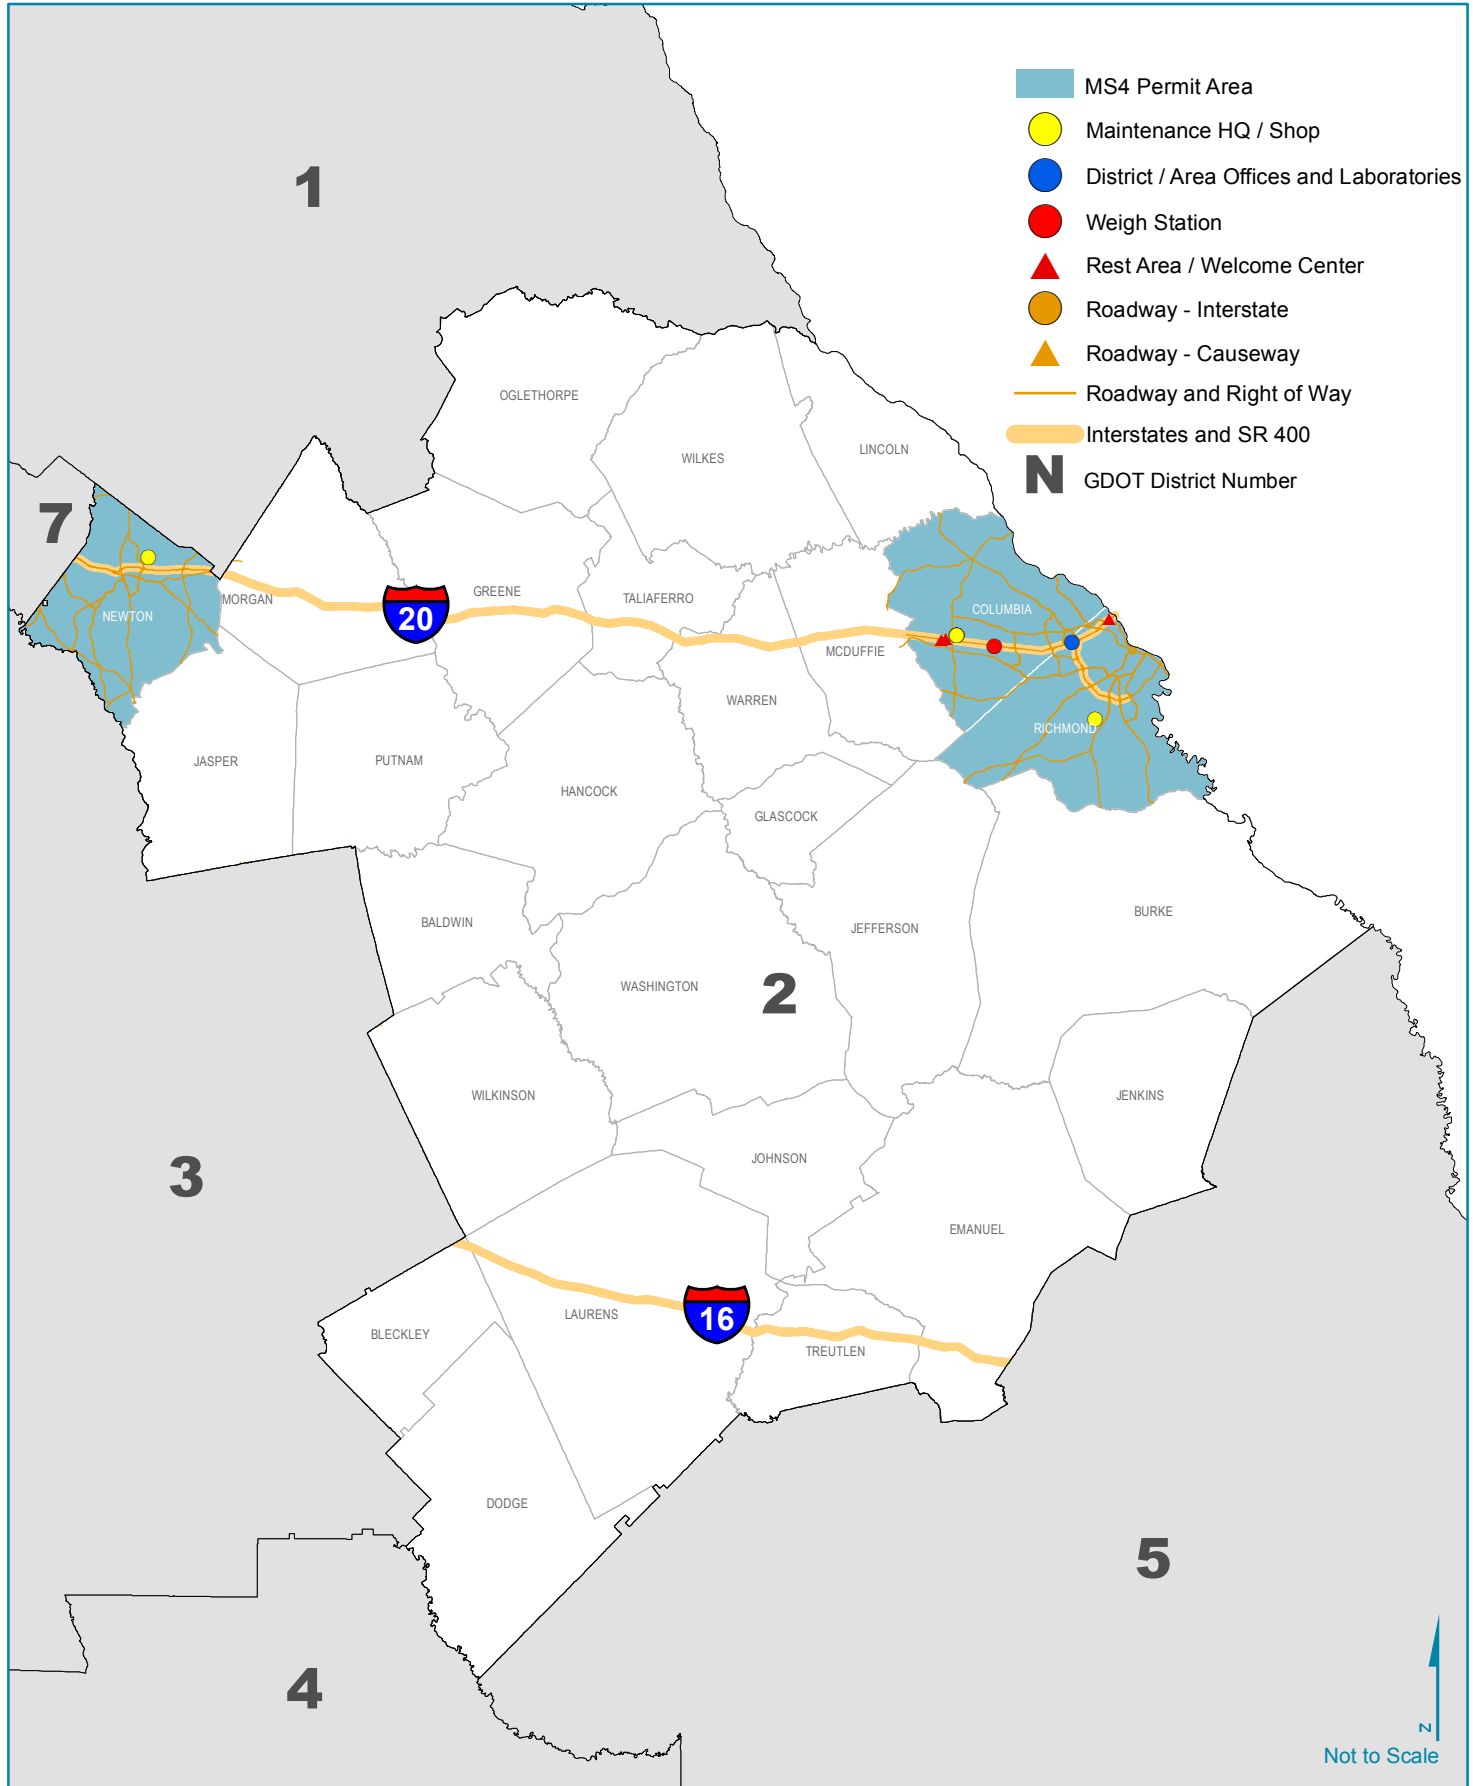 MS4 Permit Area
Maintenance HQ / Shop
District / Area Offices and Laboratories
Weigh Station
Rest Area / Welcome Center
Roadway - Interstate
Roadway - Causeway
Roadway and Right of Way
Interstates and SR 400
N GDOT District Number
1
OGLETHORPE
WILKES
LINCOLN
7
NEWTON
MORGAN
20
GREENE
TALIAFERRO
COLUMBIA
MCDUFFIE
WARREN
RICHMOND
JASPER
PUTNAM
HANCOCK
GLASCOCK
BALDWIN
JEFFERSON
BURKE
WASHINGTON
2
WILKINSON
JENKINS
JOHNSON
3
EMANUEL
LAURENS
16
BLECKLEY
TREUTLEN
DODGE
5
4
N
Not to Scale